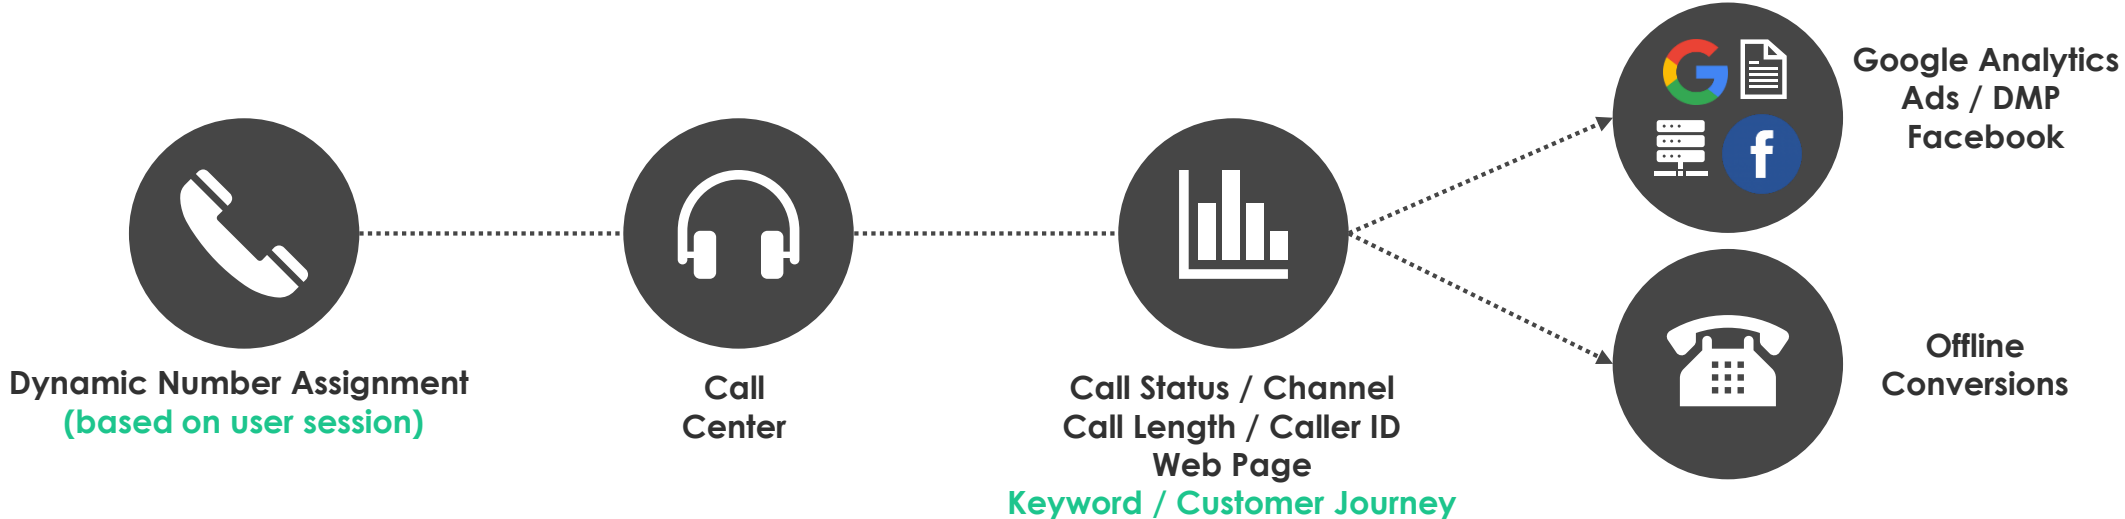 Dynamic Number Assignment
(based on user session)
Call
Center
Call Status / Channel
Call Length / Caller ID
Web Page
Keyword / Customer Journey
Google Analytics
Ads / DMP
Facebook
Offline
Conversions